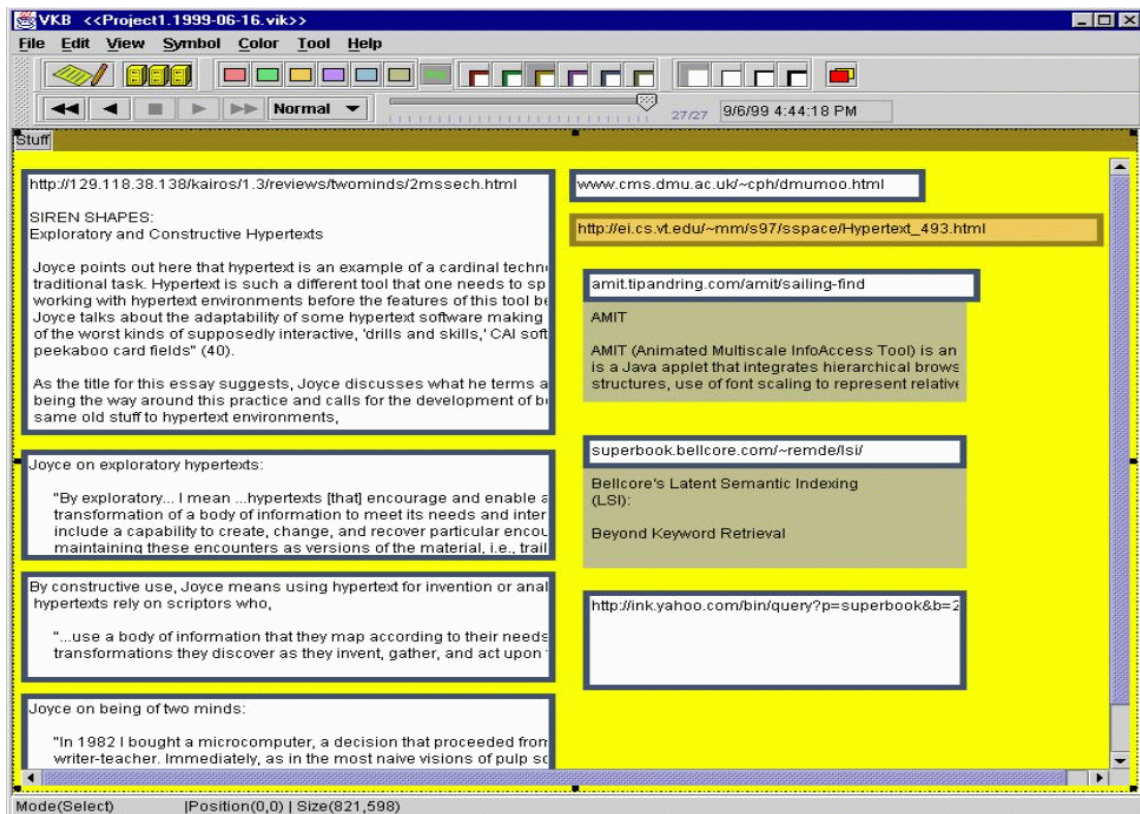 VKB <<Project1.1999-06-16.vik>>
File Edit View Symbol Color Tool Help
Normal
27/27
9/6/99 4:44:18 PM
Stuff
http://129.118.38.138/kairos/1.3/reviews/twominds/2mssech.html
SIREN SHAPES:
Exploratory and Constructive Hypertexts
Joyce points out here that hypertext is an example of a cardinal techn
traditional task. Hypertext is such a different tool that one needs to sp
working with hypertext environments before the features of this tool be
Joyce talks about the adaptability of some hypertext software making
of the worst kinds of supposedly interactive, 'drills and skills,' CAI soft
peekaboo card fields" (40).
As the title for this essay suggests, Joyce discusses what he terms a
being the way around this practice and calls for the development of b
same old stuff to hypertext environments,
Joyce on exploratory hypertexts:
"By exploratory... I mean ...hypertexts [that] encourage and enable a
transformation of a body of information to meet its needs and inter
include a capability to create, change, and recover particular encou
maintaining these encounters as versions of the material, i.e., trail
By constructive use, Joyce means using hypertext for invention or anal
hypertexts rely on scriptors who,
"...use a body of information that they map according to their needs
transformations they discover as they invent, gather, and act upon
Joyce on being of two minds:
"In 1982 I bought a microcomputer, a decision that proceeded from
writer-teacher. Immediately, as in the most naive visions of pulp sc
www.cms.dmu.ac.uk/~cph/dmumoo.html
http://ei.cs.vt.edu/~mm/s97/sspace/Hypertext_493.html
amit.tipandring.com/amit/sailing-find
AMIT
AMIT (Animated Multiscale InfoAccess Tool) is an
is a Java applet that integrates hierarchical brows
structures, use of font scaling to represent relative
superbook.bellcore.com/~remde/lsi/
Bellcore's Latent Semantic Indexing
(LSI):
Beyond Keyword Retrieval
http://ink.yahoo.com/bin/query?p=superbook&b=2
Mode(Select) |Position(0,0) | Size(821,598)